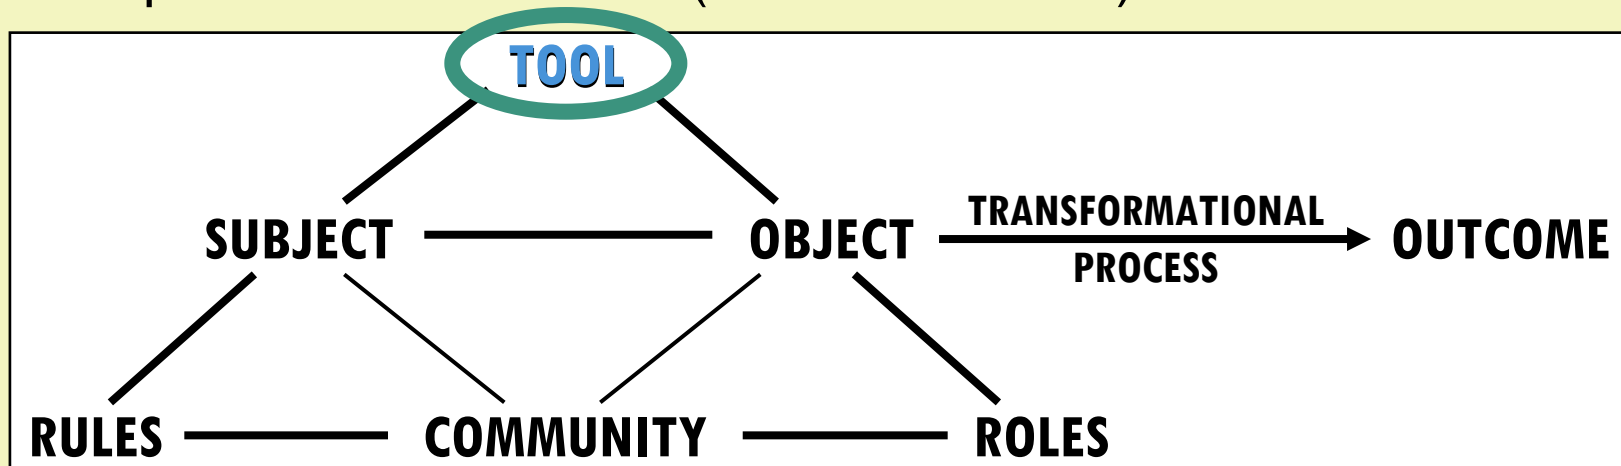 TOOL
SUBJECT
OBJECT
TRANSFORMATIONAL
PROCESS
OUTCOME
RULES
COMMUNITY
ROLES